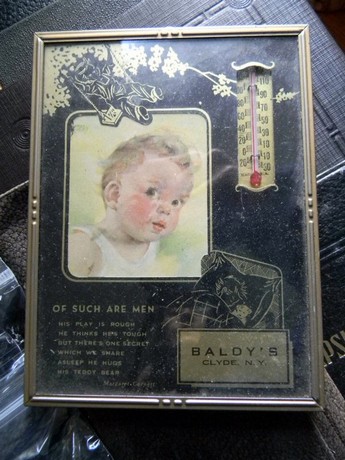 OF SUCH ARE MEN
HIS PLAY IS ROUGH
HE THINKS HE'S TOUGH
BUT THERE'S ONE SECRET
WHICH WE SHARE
ASLEEP HE HUGS
HIS TEDDY BEAR
BALDY'S
CLYDE, N.Y.